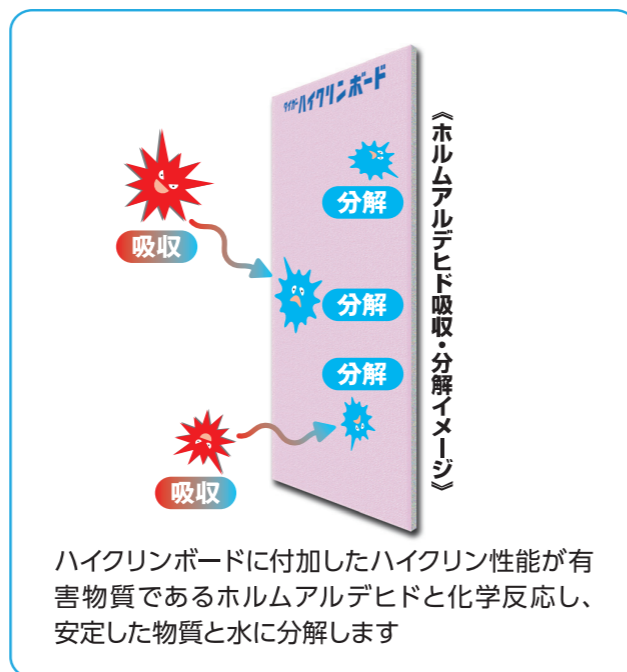 タイガーハイクリンボード
分解
吸収
分解
分解
吸収
《ホルムアルデヒド吸収・分解イメージ》
ハイクリンボードに付加したハイクリン性能が有
害物質であるホルムアルデヒドと化学反応し、
安定した物質と水に分解します